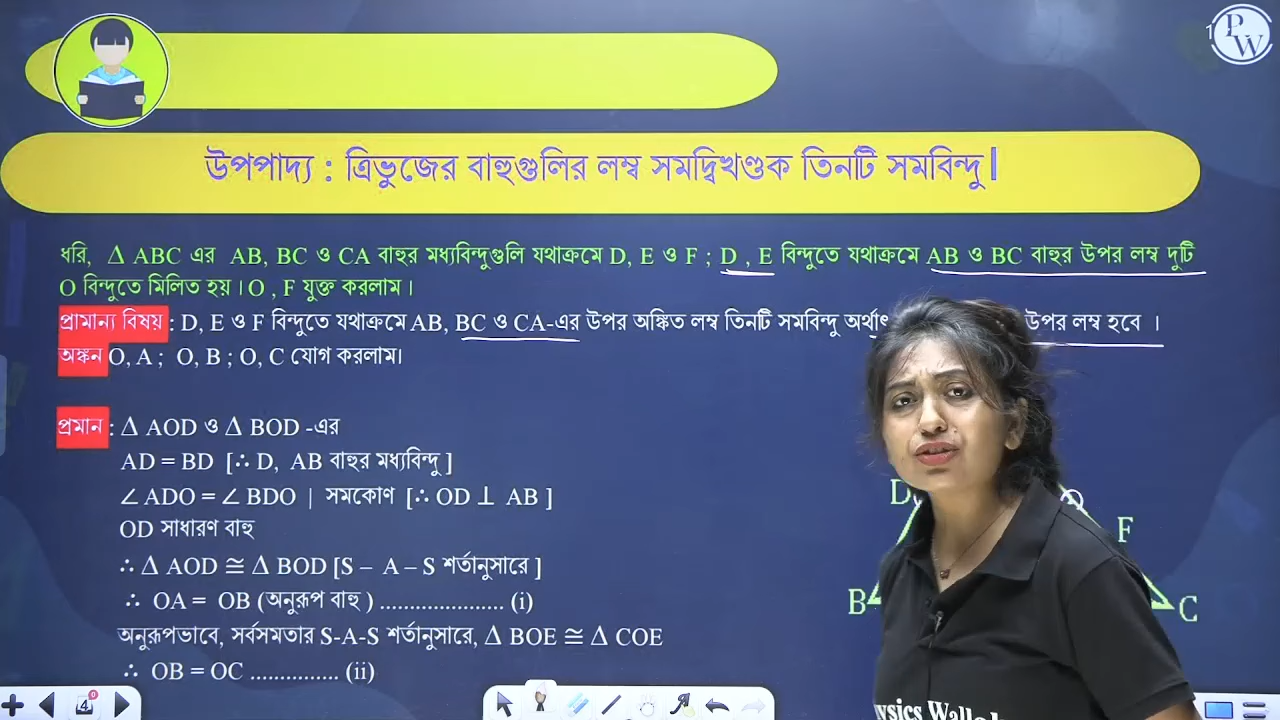 PW
উপপাদ্য : ত্রিভুজের বাহুগুলির লম্ব সমদ্বিখণ্ডক তিনটি সমবিন্দু।
ধরি, Δ ABC এর AB, BC ও CA বাহুর মধ্যবিন্দুগুলি যথাক্রমে D, E ও F ; D , E বিন্দুতে যথাক্রমে AB ও BC বাহুর উপর লম্ব দুটি
O বিন্দুতে মিলিত হয়। O , F যুক্ত করলাম।
প্রামান্য বিষয় : D, E ও F বিন্দুতে যথাক্রমে AB, BC ও CA-এর উপর অঙ্কিত লম্ব তিনটি সমবিন্দু অর্থাৎ উপর লম্ব হবে ।
অঙ্কন O, A ; O, B ; O, C যোগ করলাম।
প্রমান : Δ AOD ও Δ BOD -এর
AD = BD [∴ D, AB বাহুর মধ্যবিন্দু ]
∠ ADO = ∠ BDO | সমকোণ [∴ OD ⊥ AB ]
OD সাধারণ বাহু
∴ Δ AOD ≅ Δ BOD [S – A – S শর্তানুসারে ]
∴ OA = OB (অনুরূপ বাহু ) ...................... (i)
অনুরূপভাবে, সর্বসমতার S-A-S শর্তানুসারে, Δ BOE ≅ Δ COE
∴ OB = OC ................ (ii)
D
F
B
C
4
0